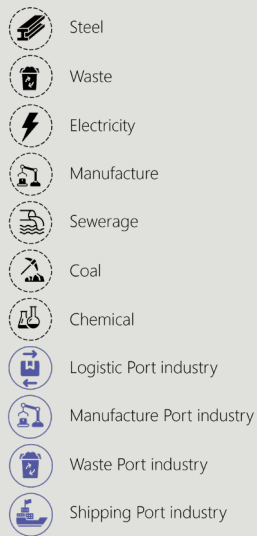 Steel
Waste
Electricity
Manufacture
Sewerage
Coal
Chemical
Logistic Port industry
Manufacture Port industry
Waste Port industry
Shipping Port industry